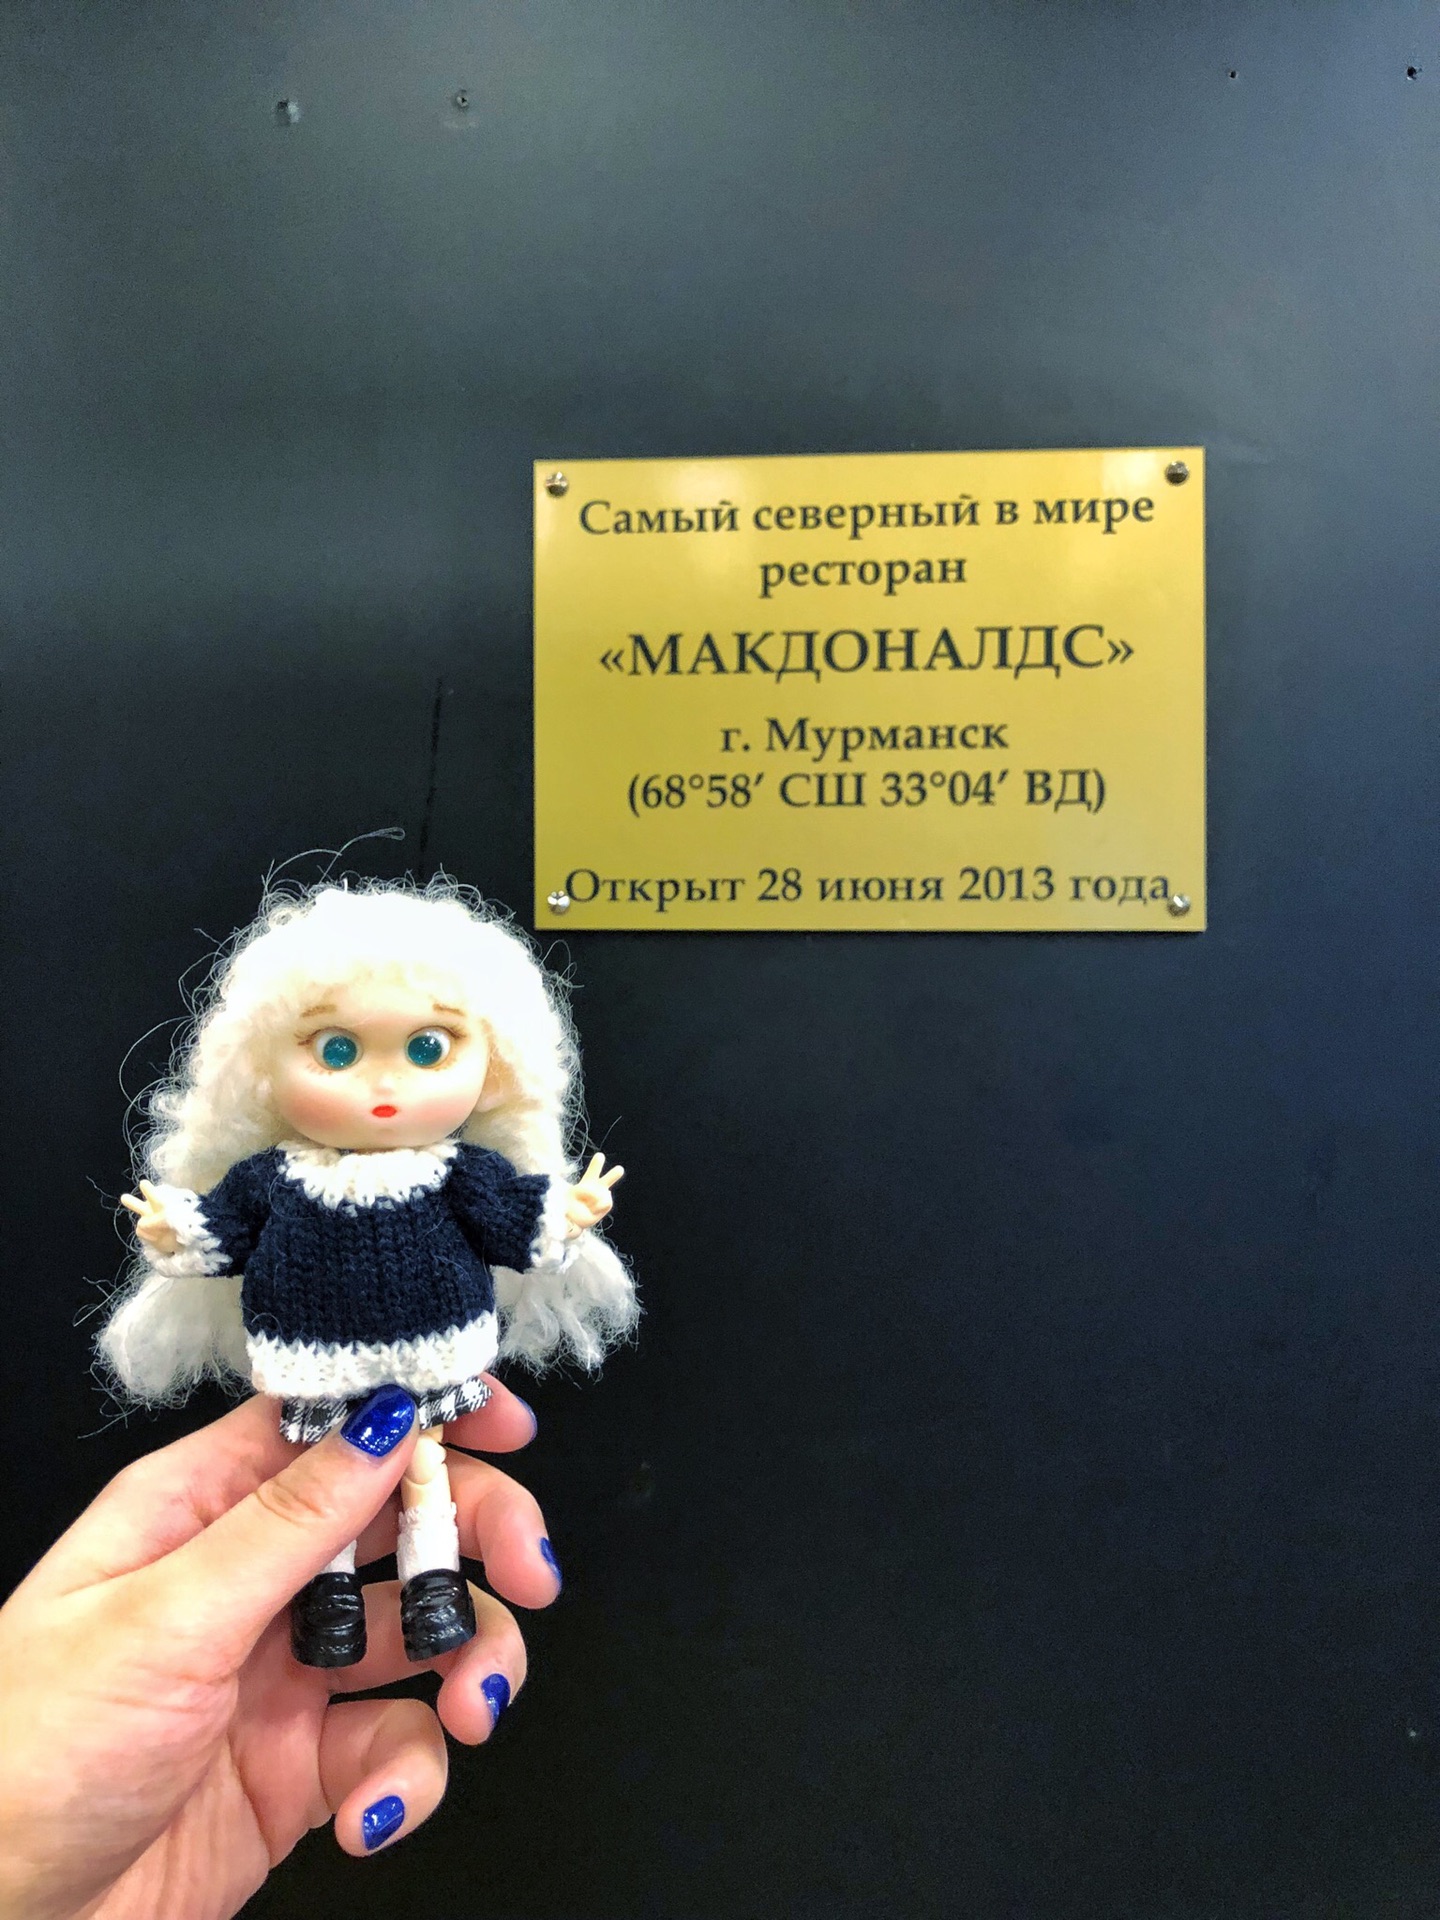 Самый северный в мире
ресторан
«МАКДОНАЛДС»
г. Мурманск
(68°58′ СШ 33°04′ ВД)
Открыт 28 июня 2013 года